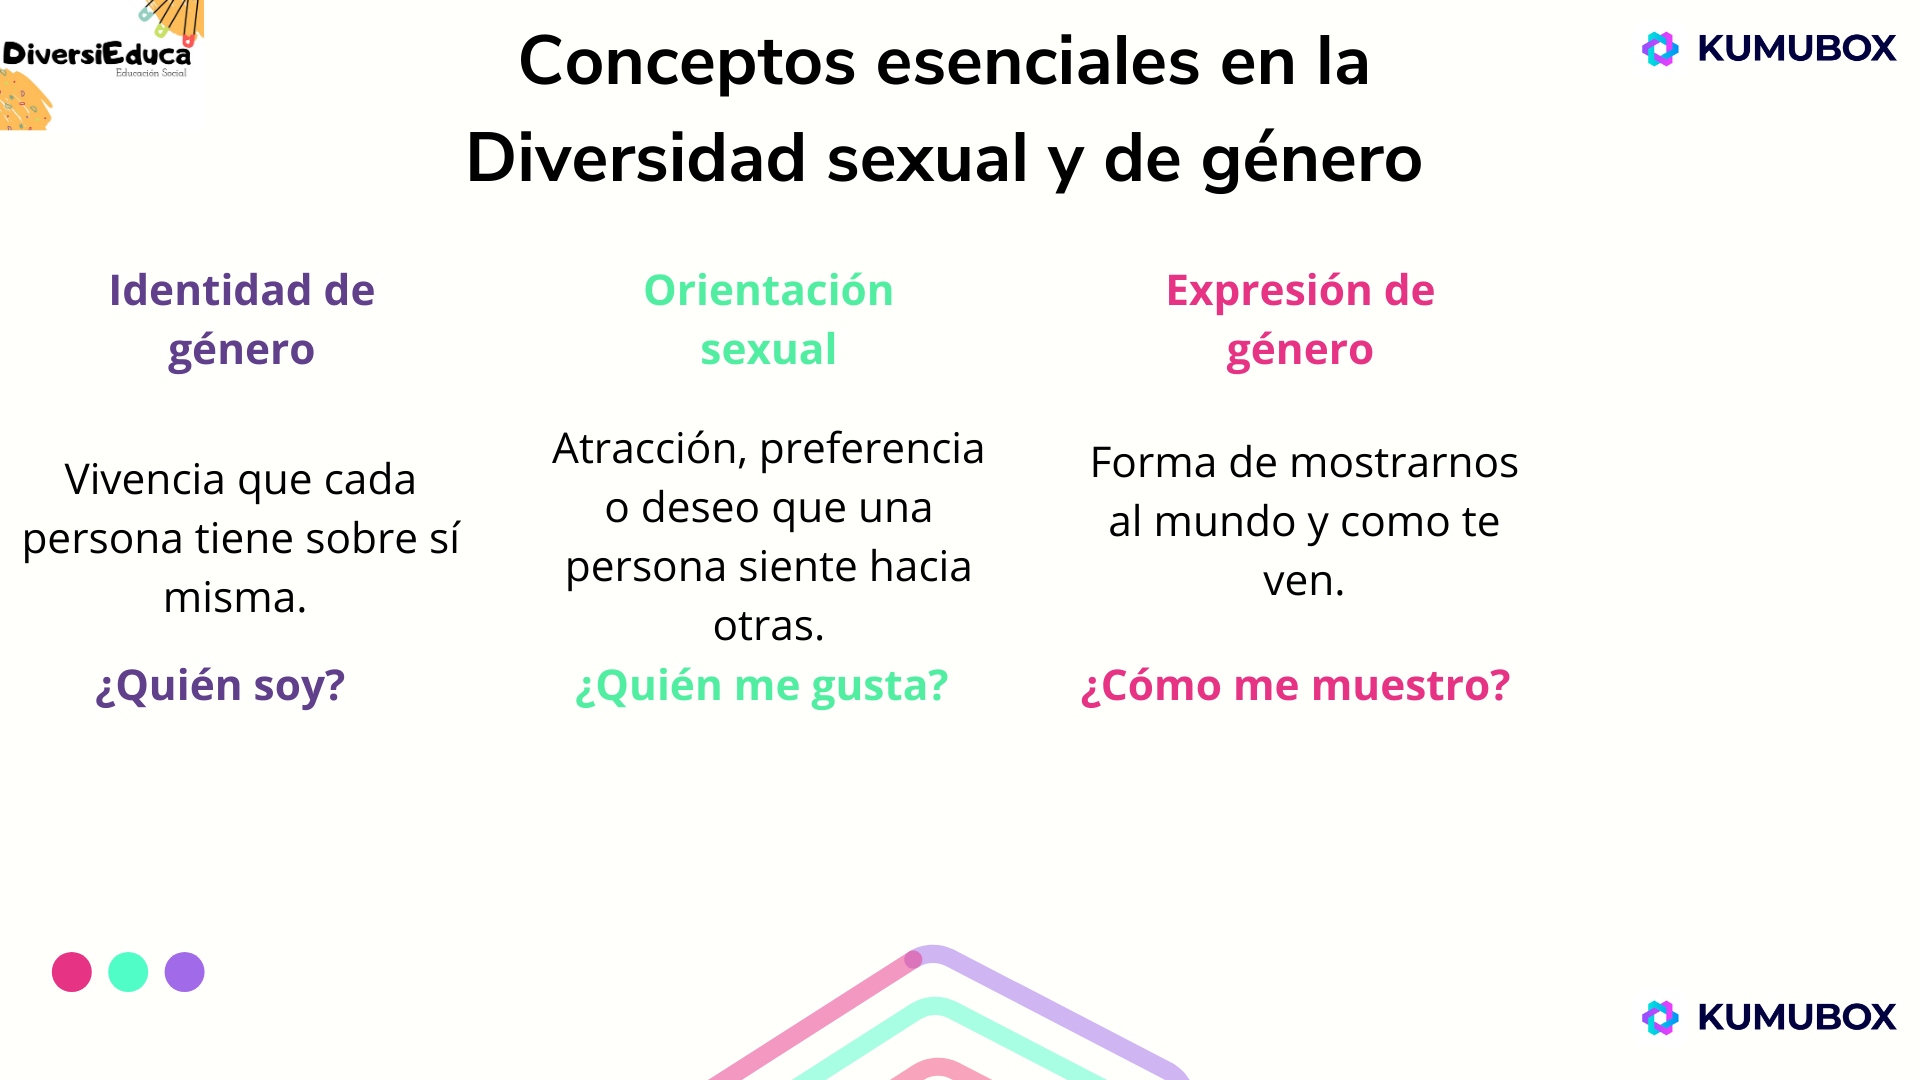 DiversiEduca
Educación Social
KUMUBOX
Conceptos esenciales en la
Diversidad sexual y de género
Identidad de
género
Vivencia que cada
persona tiene sobre sí
misma.
¿Quién soy?
Orientación
sexual
Atracción, preferencia
o deseo que una
persona siente hacia
otras.
¿Quién me gusta?
Expresión de
género
Forma de mostrarnos
al mundo y como te
ven.
¿Cómo me muestro?
KUMUBOX